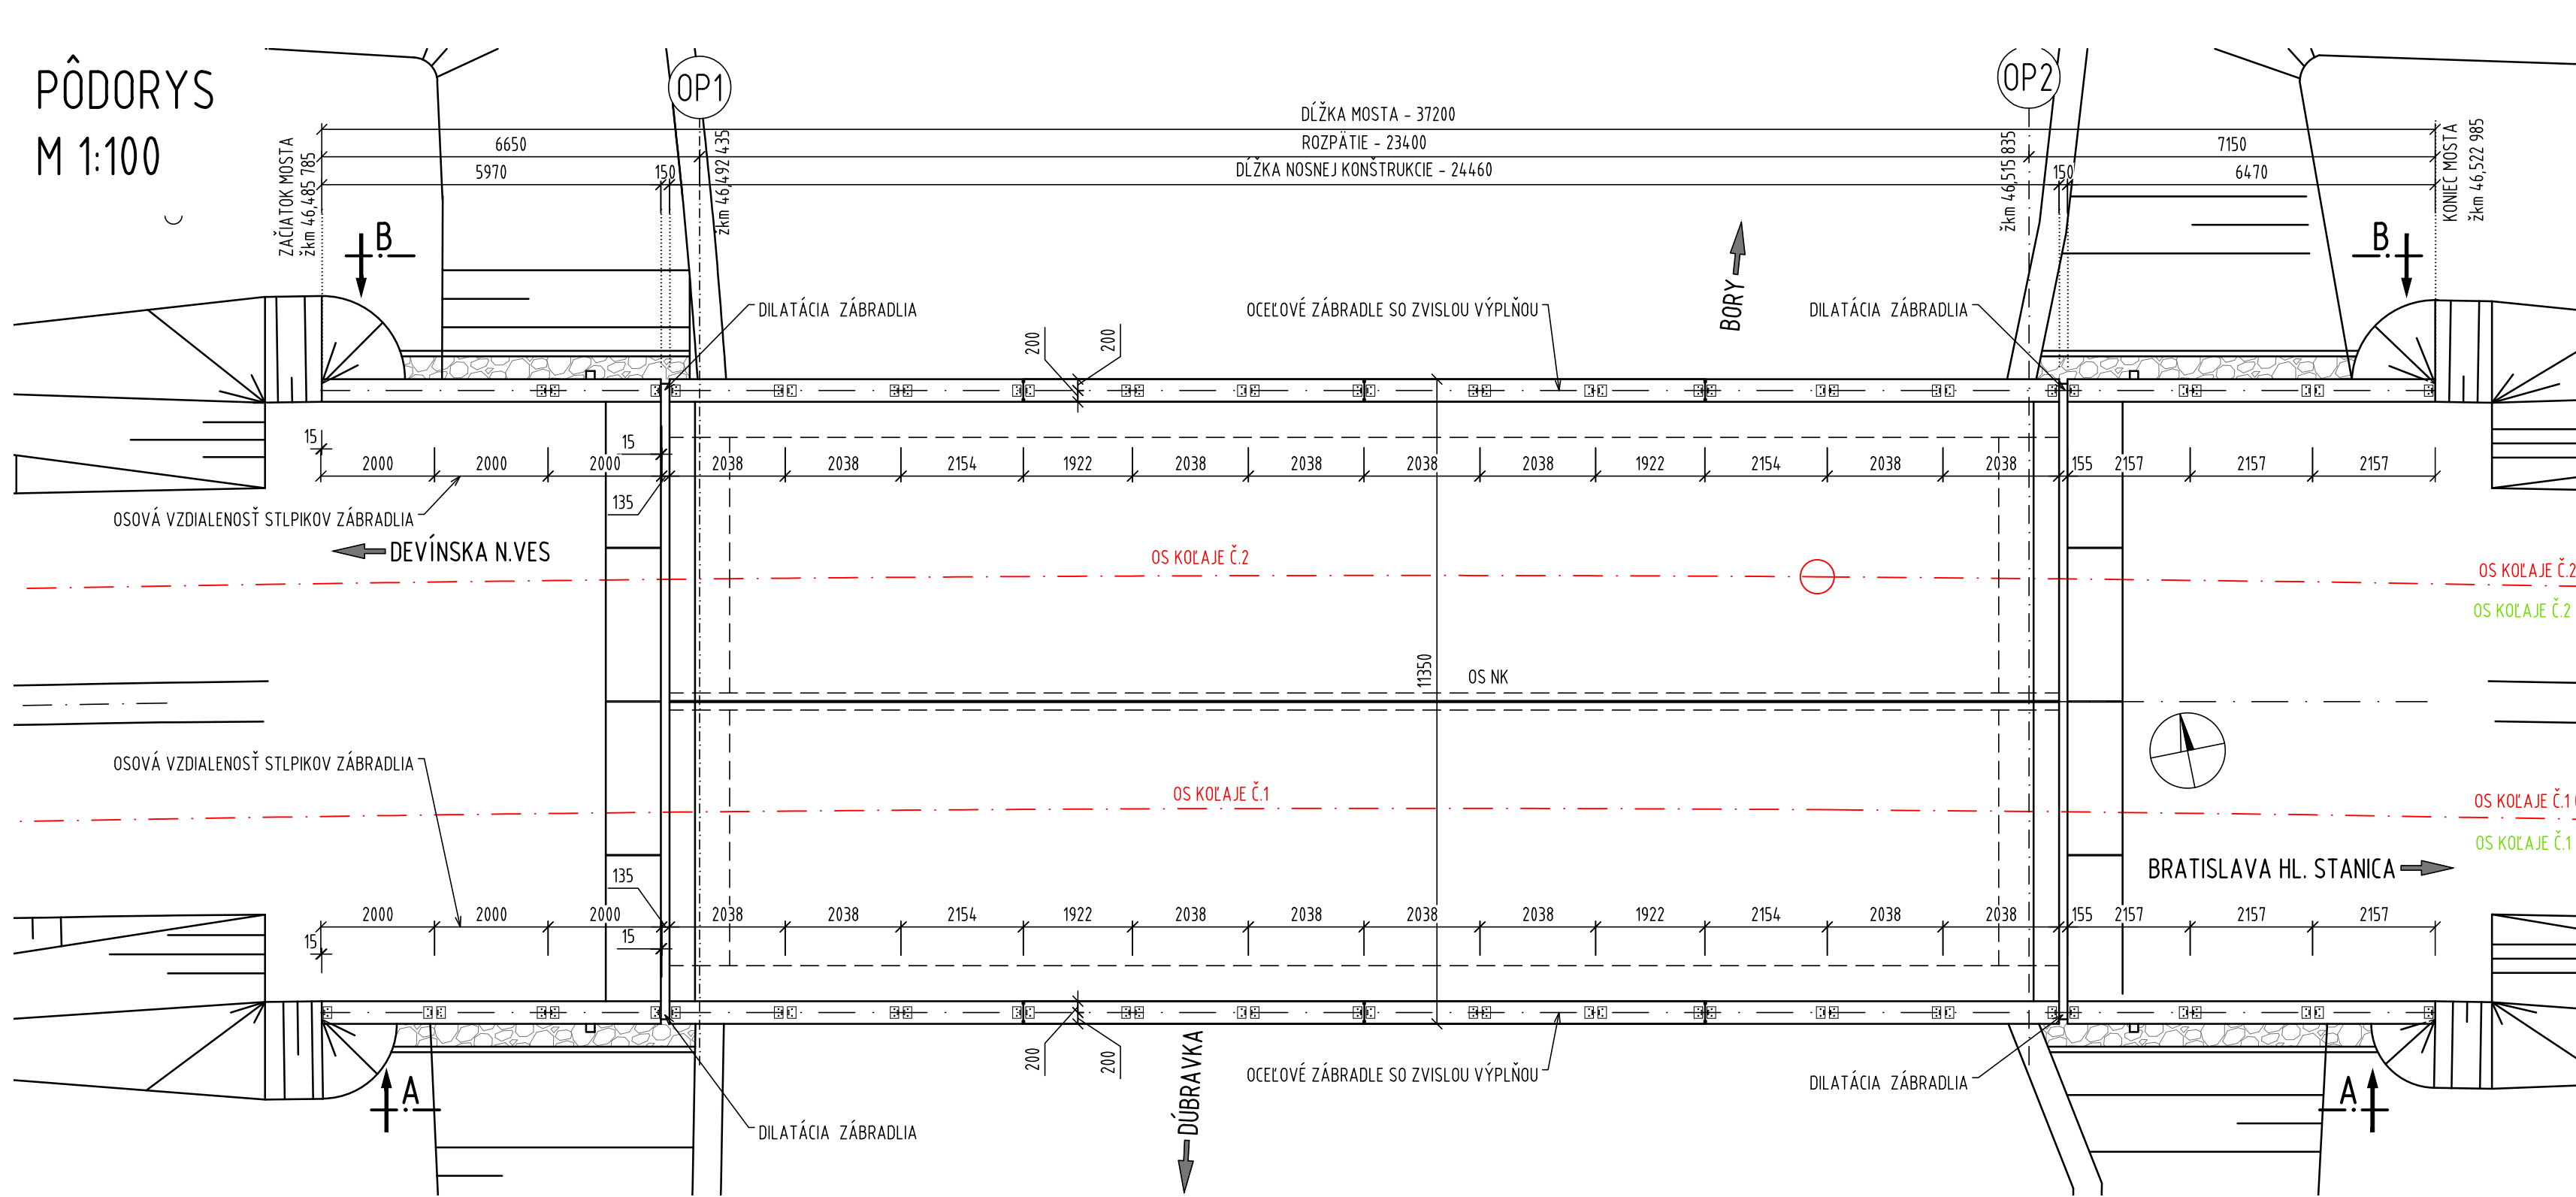 PÔDORYS
M 1:100
OP1
OP2
DĹŽKA MOSTA - 37200
6650
ROZPÄTIE - 23400
7150
5970
150
DĹŽKA NOSNEJ KONŠTRUKCIE - 24460
150
6470
ZAČIATOK MOSTA
žkm 46,485 785
žkm 46,492 435
žkm 46,515 835
KONIEC MOSTA
žkm 46,522 985
B
B
BORY
DILATÁCIA ZÁBRADLIA
OCEĽOVÉ ZÁBRADLE SO ZVISLOU VÝPLŇOU
DILATÁCIA ZÁBRADLIA
200
200
15
15
2000
2000
2000
2038
2038
2154
1922
2038
2038
2038
2038
1922
2154
2038
2038
155
2157
2157
2157
135
OSOVÁ VZDIALENOSŤ STLPIKOV ZÁBRADLIA
DEVÍNSKA N.VES
OS KOĽAJE Č.2
OS KOĽAJE Č.2
OS KOĽAJE Č.2
11350
OS NK
OSOVÁ VZDIALENOSŤ STLPIKOV ZÁBRADLIA
OS KOĽAJE Č.1
OS KOĽAJE Č.1
OS KOĽAJE Č.1
BRATISLAVA HL. STANICA
135
2000
2000
2000
2038
2038
2154
1922
2038
2038
2038
2038
1922
2154
2038
2038
155
2157
2157
2157
15
15
200
200
DÚBRAVKA
OCEĽOVÉ ZÁBRADLE SO ZVISLOU VÝPLŇOU
DILATÁCIA ZÁBRADLIA
A
A
DILATÁCIA ZÁBRADLIA